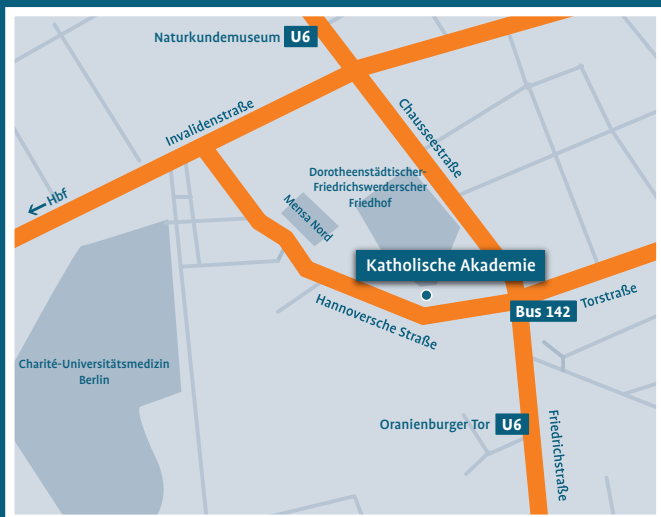 Naturkundemuseum U6
Invalidenstraße
Chausseestraße
← Hbf
Dorotheenstädtischer-
Friedrichswerderscher
Friedhof
Mensa Nord
Katholische Akademie
Hannoversche Straße
Bus 142
Torstraße
Charité-Universitätsmedizin
Berlin
Oranienburger Tor U6
Friedrichstraße